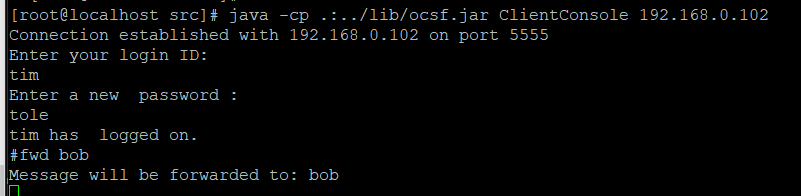 [root@localhost src]# java -cp .:../lib/ocsf.jar ClientConsole 192.168.0.102
Connection established with 192.168.0.102 on port 5555
Enter your login ID:
tim
Enter a new  password :
tole
tim has  logged on.
#fwd bob
Message will be forwarded to: bob